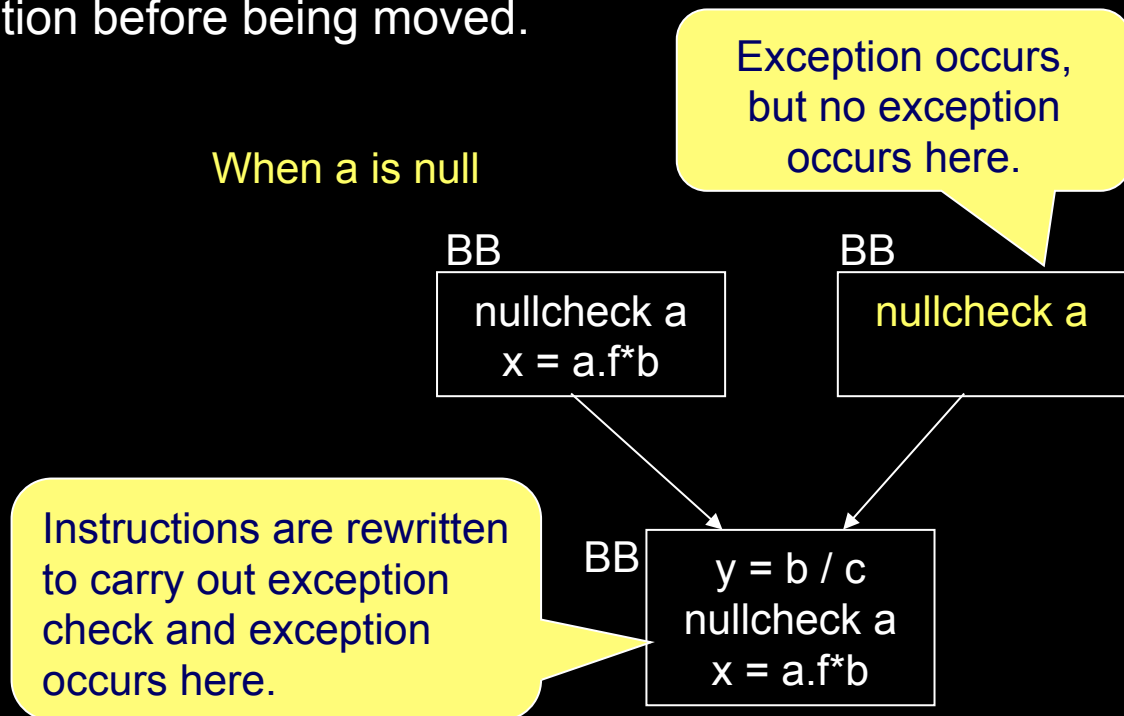 tion before being moved.
Exception occurs,
but no exception
occurs here.
When a is null
BB
nullcheck a
x = a.f*b
BB
nullcheck a
Instructions are rewritten
to carry out exception
check and exception
occurs here.
BB
y = b / c
nullcheck a
x = a.f*b